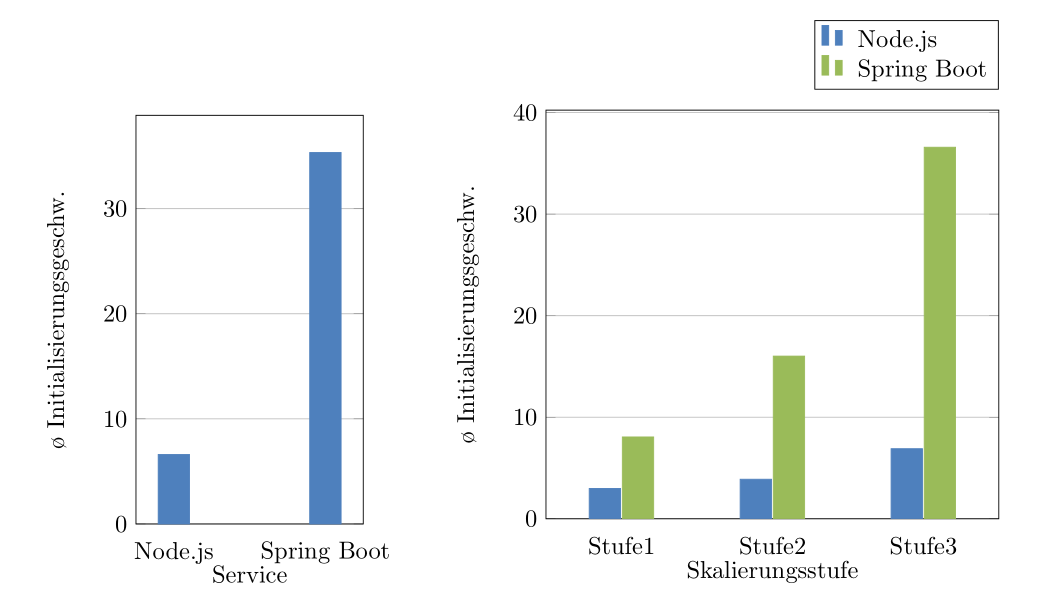 ø Initialisierungsgeschw.
30
20
10
0
Node.js Spring Boot
Service
Node.js
Spring Boot
ø Initialisierungsgeschw.
40
30
20
10
0
Stufe1 Stufe2 Stufe3
Skalierungsstufe